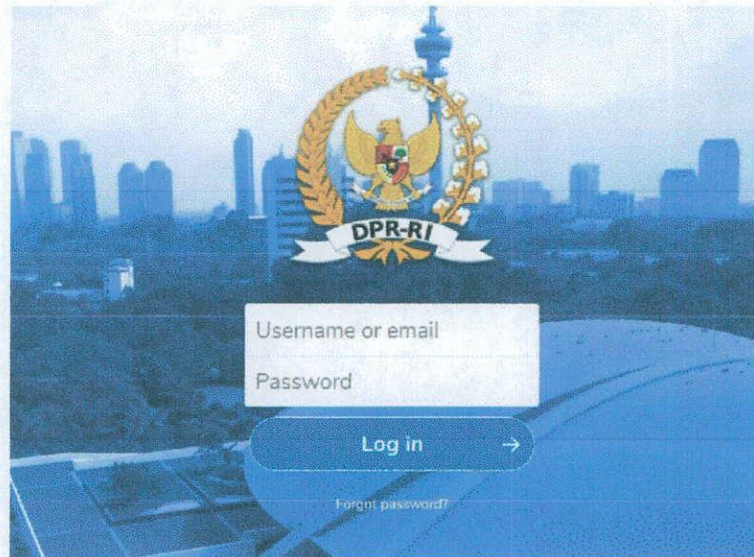 DPR-RI
Username or email
Password
Log in →
Forgot password?